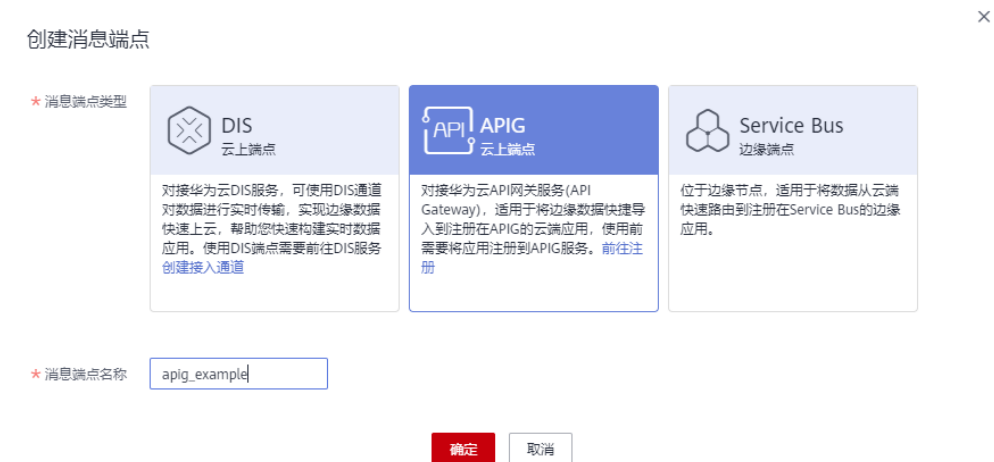 ×
创建消息端点
* 消息端点类型
DIS
云上端点
对接华为云DIS服务，可使用DIS通道
对数据进行实时传输，实现边缘数据
快速上云，帮助您快速构建实时数据
应用。使用DIS端点需要前往DIS服务
创建接入通道
API
APIG
云上端点
对接华为云API网关服务(API
Gateway)，适用于将边缘数据快捷导
入到注册在APIG的云端应用，使用前
需要将应用注册到APIG服务。前往注
册
Service Bus
边缘端点
位于边缘节点，适用于将数据从云端
快速路由到注册在Service Bus的边缘
应用。
* 消息端点名称
apig_example
确定
取消